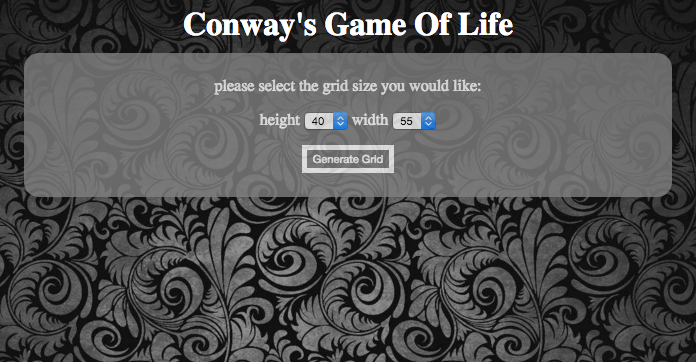 Conway's Game Of Life
please select the grid size you would like:
height 40 width 55
Generate Grid